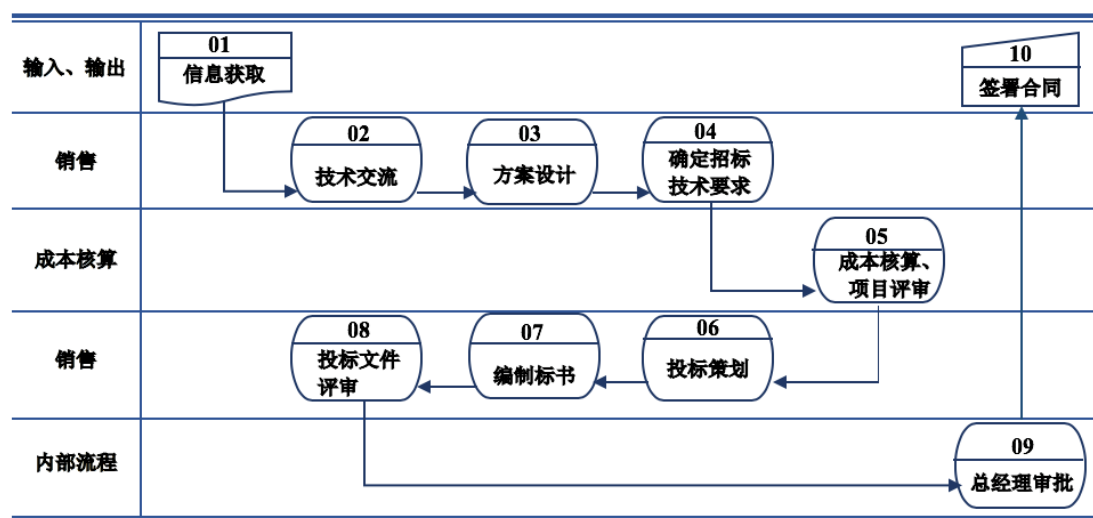 输入、输出
01
信息获取
10
签署合同
销售
02
技术交流
03
方案设计
04
确定招标
技术要求
成本核算
05
成本核算、
项目评审
销售
08
投标文件
评审
07
编制标书
06
投标策划
内部流程
09
总经理审批